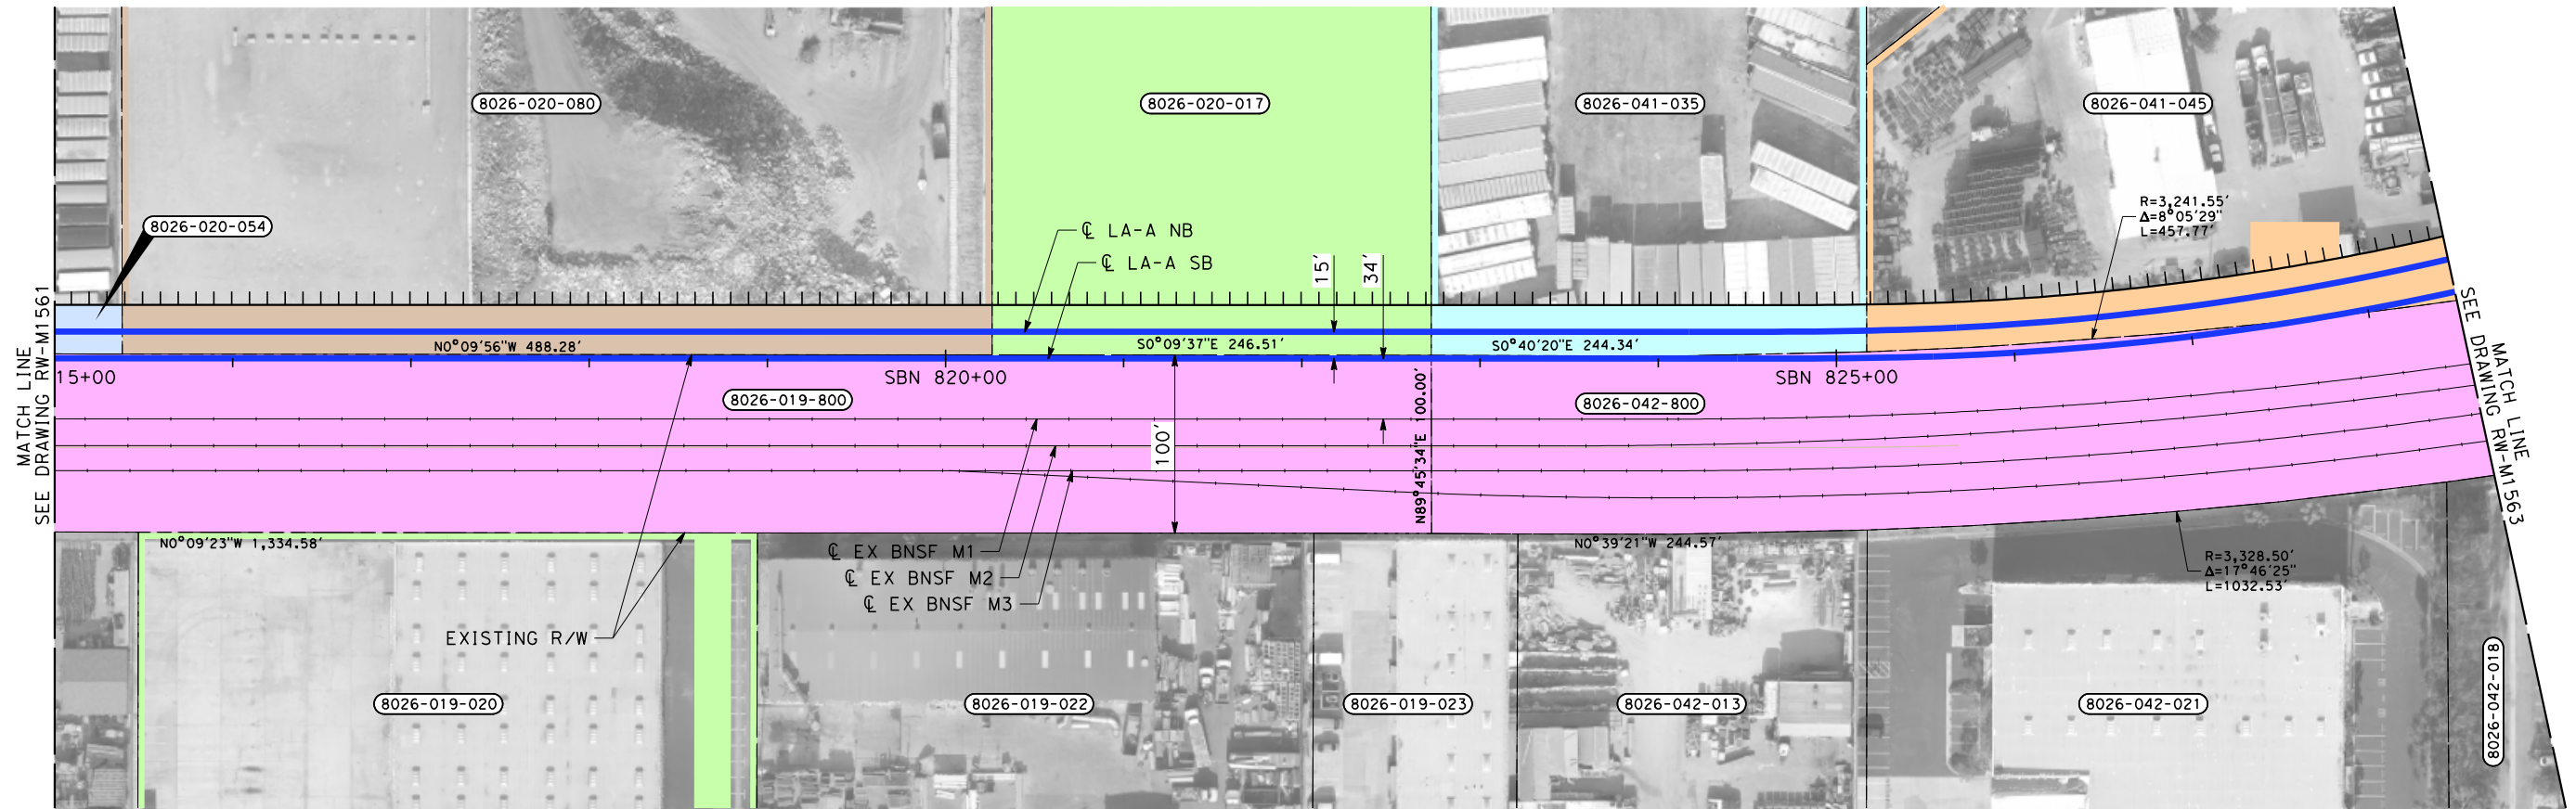 8026-020-080
8026-020-017
8026-041-035
8026-041-045
8026-020-054
R=3,241.55'
Δ=8°05'29"
L=457.77'
℄ LA-A NB
℄ LA-A SB
15'
34'
MATCH LINE
SEE DRAWING RW-M1561
N0°09'56"W 488.28'
S0°09'37"E 246.51'
S0°40'20"E 244.34'
15+00
SBN 820+00
SBN 825+00
8026-019-800
8026-042-800
100'
N89°45'34"E 100.00'
MATCH LINE
SEE DRAWING RW-M1563
N0°09'23"W 1,334.58'
N0°39'21"W 244.57'
℄ EX BNSF M1
℄ EX BNSF M2
℄ EX BNSF M3
R=3,328.50'
Δ=17°46'25"
L=1032.53'
EXISTING R/W
8026-019-020
8026-019-022
8026-019-023
8026-042-013
8026-042-021
8026-042-018